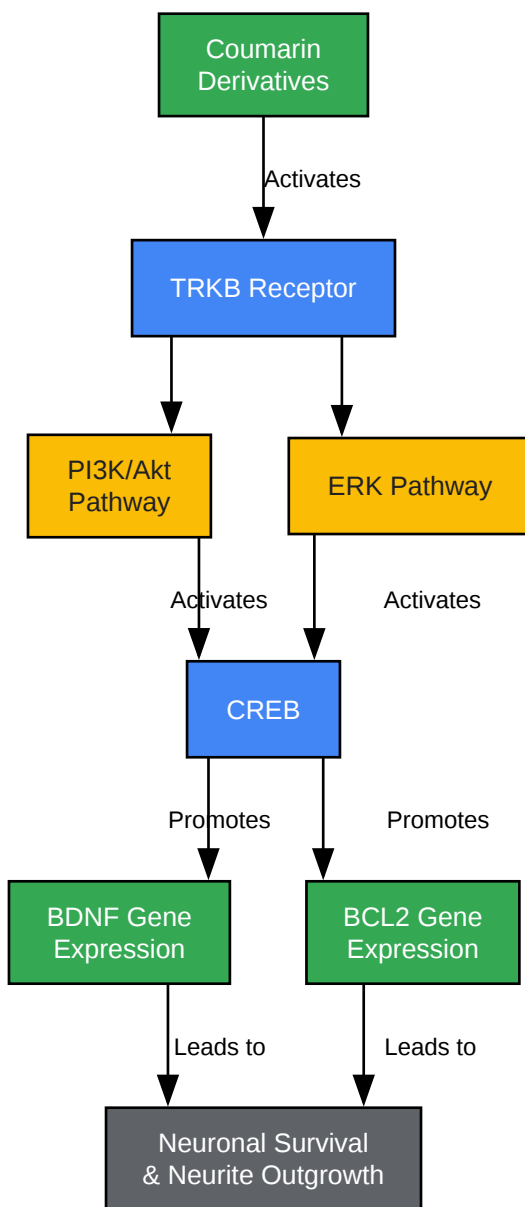 Coumarin
Derivatives
Activates
TRKB Receptor
PI3K/Akt
Pathway
ERK Pathway
Activates
Activates
CREB
Promotes
Promotes
BDNF Gene
Expression
BCL2 Gene
Expression
Leads to
Leads to
Neuronal Survival
& Neurite Outgrowth